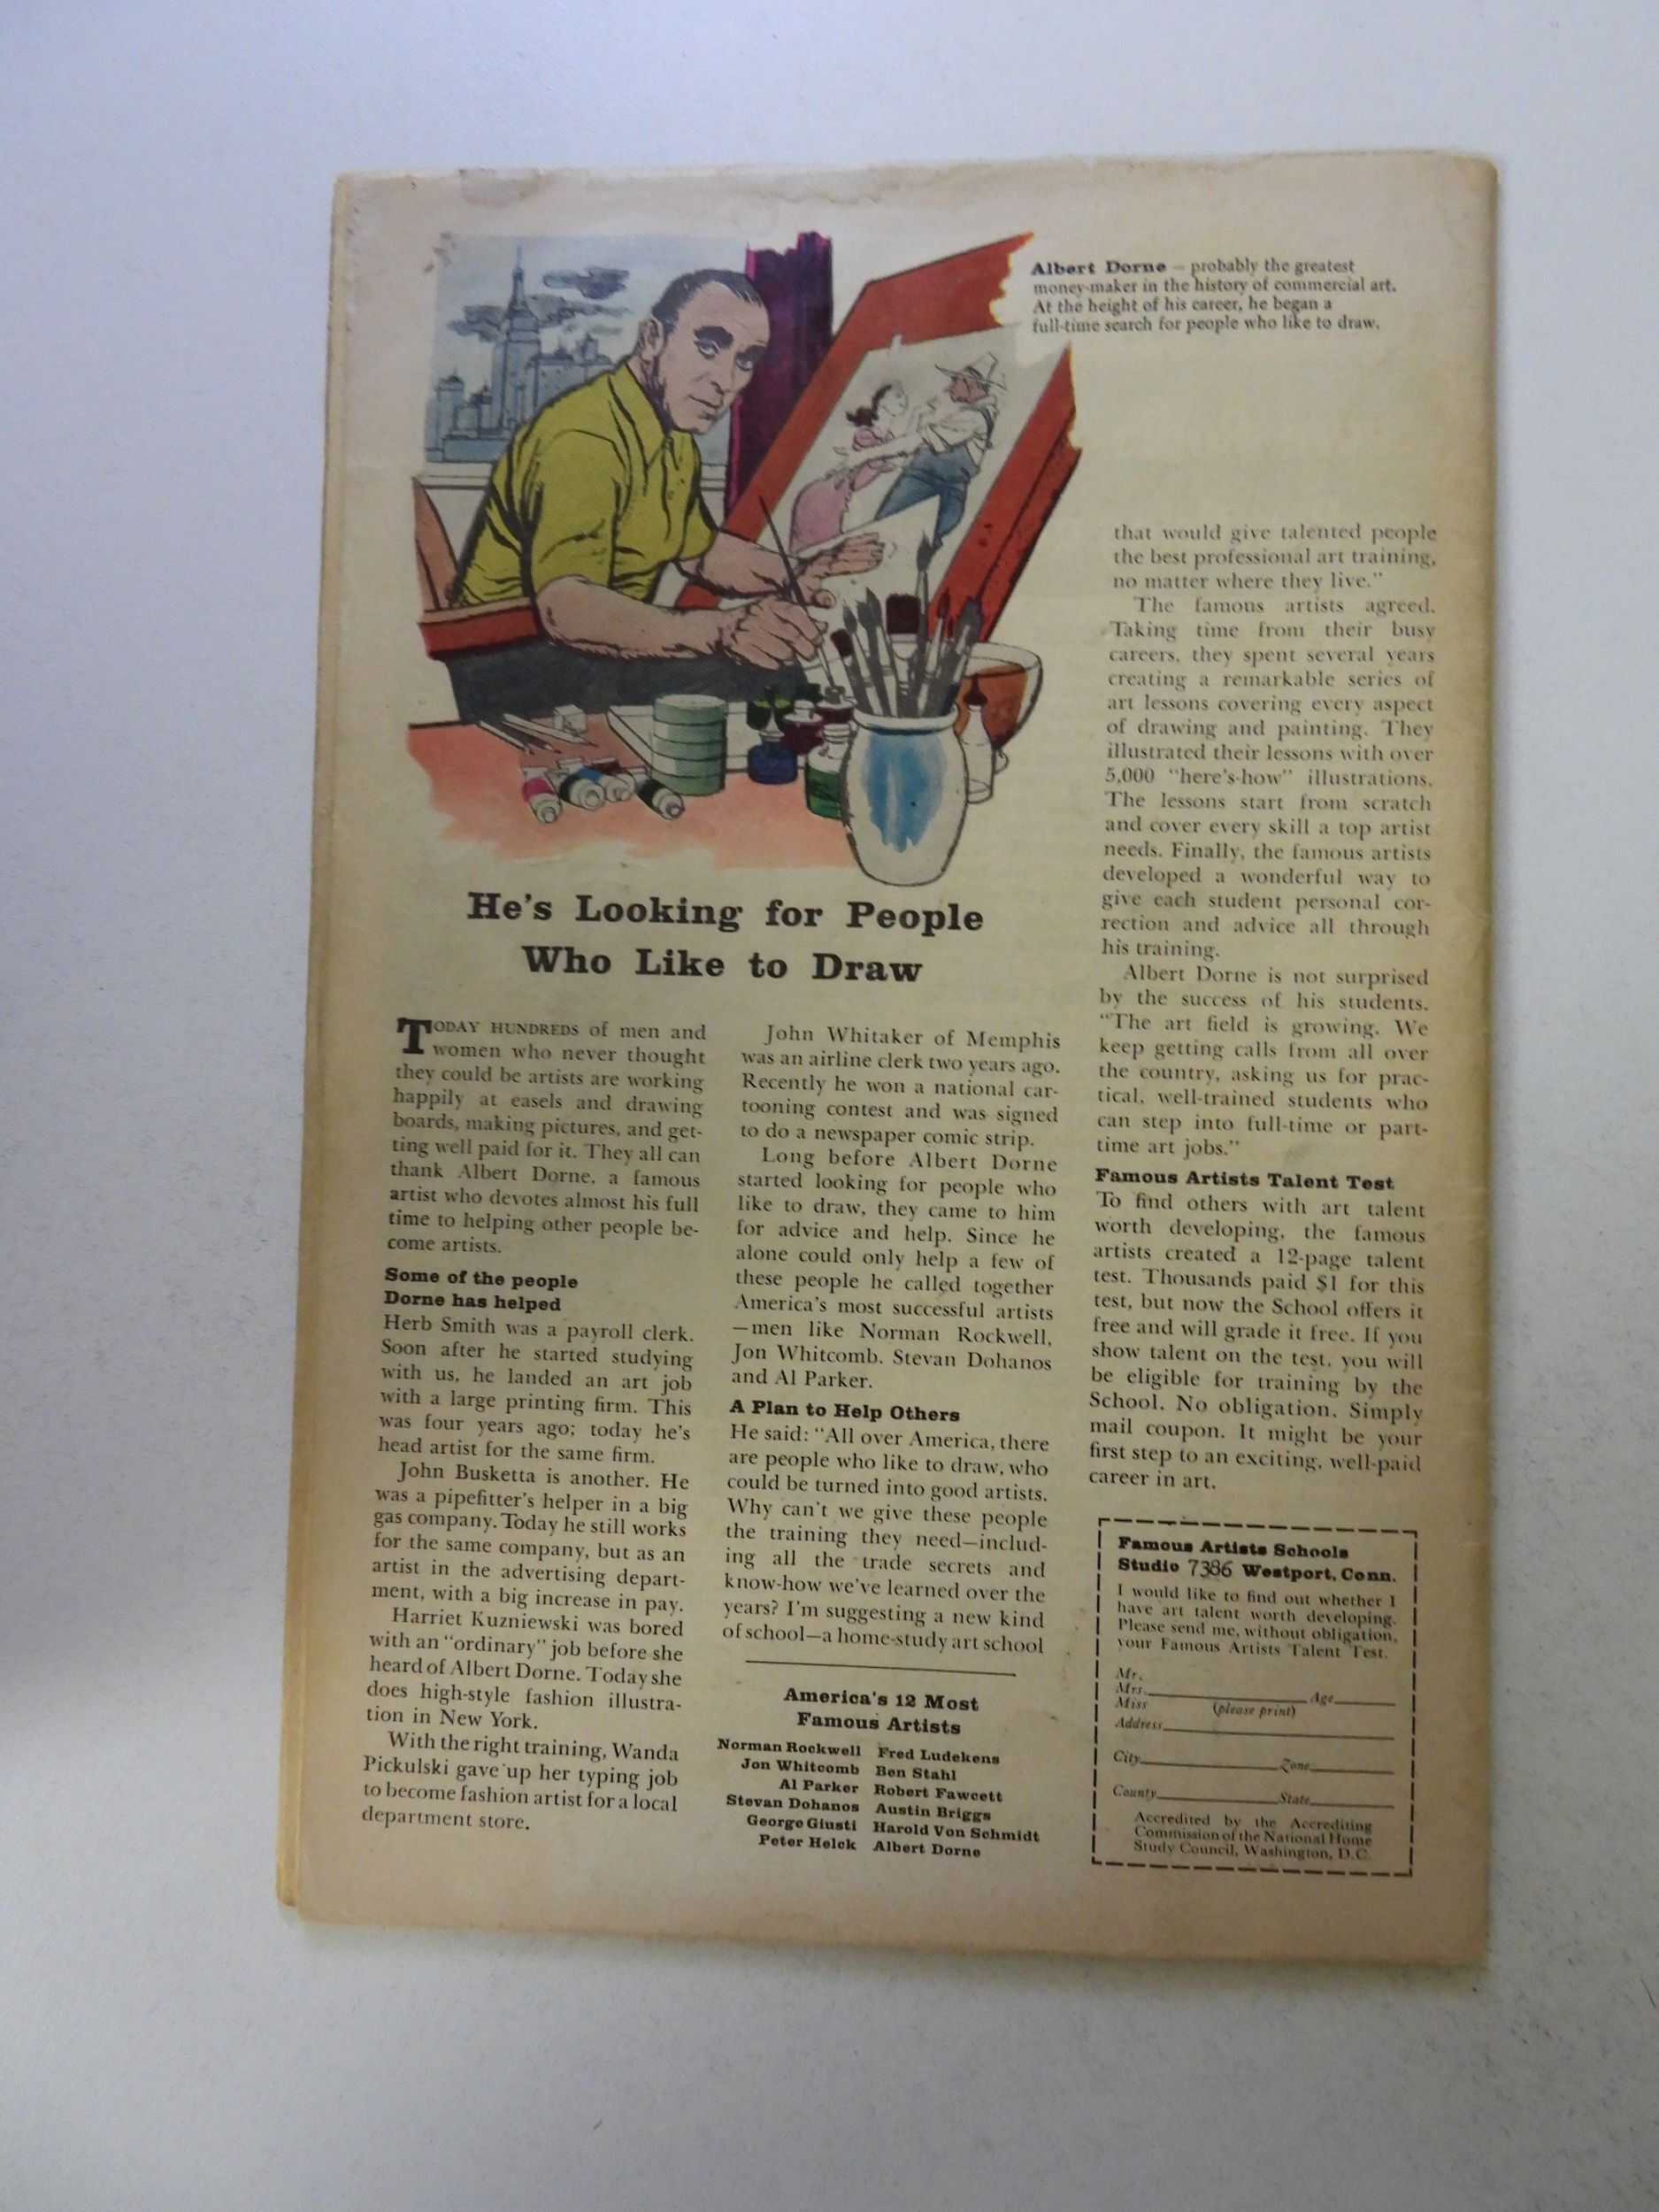 Albert Dorne — probably the greatest
money-maker in the history of commercial art.
At the height of his career, he began a
full-time search for people who like to draw.
He's Looking for People
Who Like to Draw
TODAY HUNDREDS of men and
women who never thought
they could be artists are working
happily at easels and drawing
boards, making pictures, and get-
ting well paid for it. They all can
thank Albert Dorne, a famous
artist who devotes almost his full
time to helping other people be-
come artists.
Some of the people
Dorne has helped
Herb Smith was a payroll clerk.
Soon after he started studying
with us, he landed an art job
with a large printing firm. This
was four years ago; today he's
head artist for the same firm.
John Busketta is another. He
was a pipefitter's helper in a big
gas company. Today he still works
for the same company, but as an
artist in the advertising depart-
ment, with a big increase in pay.
Harriet Kuzniewski was bored
with an "ordinary" job before she
heard of Albert Dorne. Today she
does high-style fashion illustra-
tion in New York.
With the right training, Wanda
Pickulski gave up her typing job
to become fashion artist for a local
department store.
John Whitaker of Memphis
was an airline clerk two years ago.
Recently he won a national car-
tooning contest and was signed
to do a newspaper comic strip.
Long before Albert Dorne
started looking for people who
like to draw, they came to him
for advice and help. Since he
alone could only help a few of
these people he called together
America's most successful artists
—men like Norman Rockwell,
Jon Whitcomb. Stevan Dohanos
and Al Parker.
A Plan to Help Others
He said: "All over America, there
are people who like to draw, who
could be turned into good artists.
Why can't we give these people
the training they need—includ-
ing all the trade secrets and
know-how we've learned over the
years? I'm suggesting a new kind
of school—a home-study art school
America's 12 Most
Famous Artists
Norman Rockwell Fred Ludekens
Jon Whitcomb Ben Stahl
Al Parker Robert Fawcett
Stevan Dohanos Austin Briggs
George Giusti Harold Von Schmidt
Peter Helck Albert Dorne
that would give talented people
the best professional art training,
no matter where they live."
The famous artists agreed.
Taking time from their busy
careers, they spent several years
creating a remarkable series of
art lessons covering every aspect
of drawing and painting. They
illustrated their lessons with over
5,000 "here's-how" illustrations.
The lessons start from scratch
and cover every skill a top artist
needs. Finally, the famous artists
developed a wonderful way to
give each student personal cor-
rection and advice all through
his training.
Albert Dorne is not surprised
by the success of his students.
"The art field is growing. We
keep getting calls from all over
the country, asking us for prac-
tical, well-trained students who
can step into full-time or part-
time art jobs."
Famous Artists Talent Test
To find others with art talent
worth developing, the famous
artists created a 12-page talent
test. Thousands paid $1 for this
test, but now the School offers it
free and will grade it free. If you
show talent on the test, you will
be eligible for training by the
School. No obligation. Simply
mail coupon. It might be your
first step to an exciting, well-paid
career in art.
Famous Artists Schools
Studio 7386 Westport, Conn.
I would like to find out whether I
have art talent worth developing.
Please send me, without obligation,
your Famous Artists Talent Test.
Mr.
Mrs. Age
Miss (please print)
Address
City Zone
County State
Accredited by the Accrediting
Commission of the National Home
Study Council, Washington, D.C.